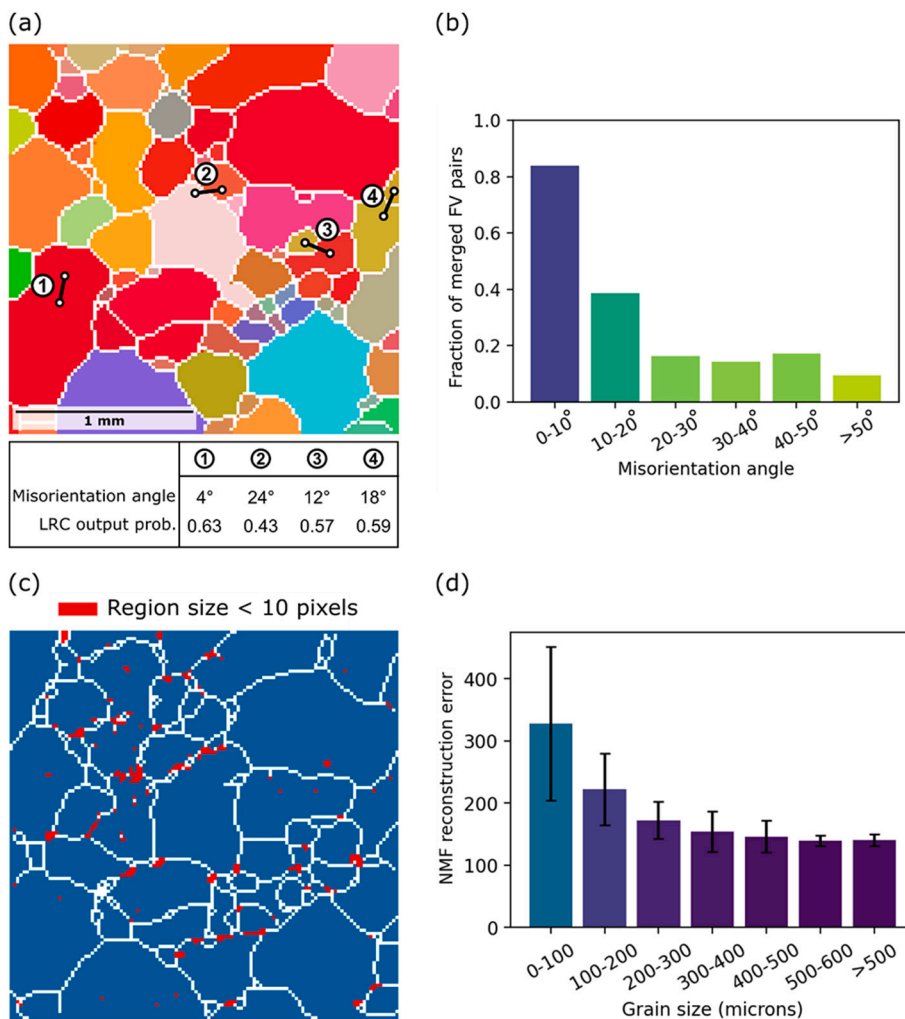 (a)
②
④
③
①
1 mm
① ② ③ ④
Misorientation angle 4° 24° 12° 18°
LRC output prob. 0.63 0.43 0.57 0.59
(b)
Fraction of merged FV pairs
1.0
0.8
0.6
0.4
0.2
0.0
0-10° 10-20° 20-30° 30-40° 40-50° >50°
Misorientation angle
(c)
Region size < 10 pixels
(d)
NMF reconstruction error
400
300
200
100
0
0-100 100-200 200-300 300-400 400-500 500-600 >500
Grain size (microns)